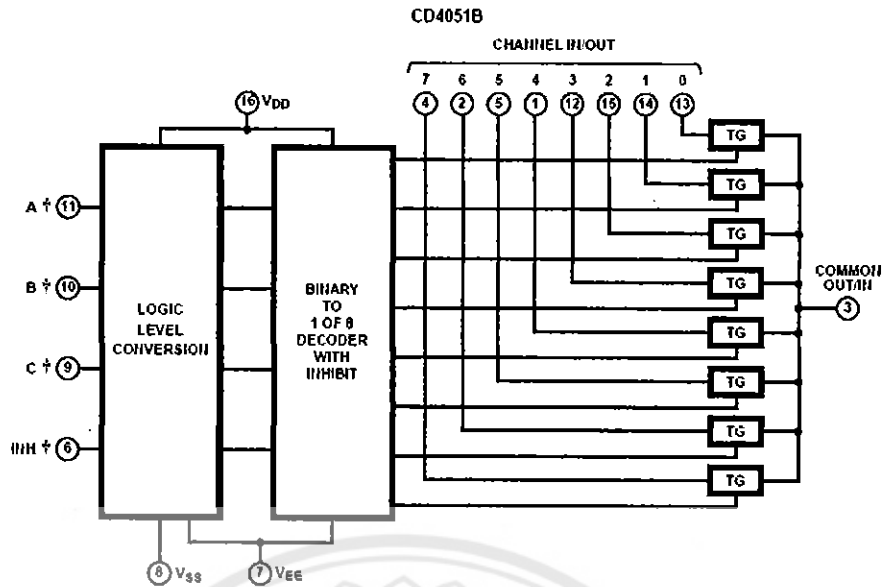 CD4051B
CHANNEL IN/OUT
7 6 5 4 3 2 1 0
4 2 5 1 12 15 14 13
16 VDD
TG
TG
TG
TG
TG
TG
TG
TG
A † 11
B † 10
C † 9
INH † 6
LOGIC
LEVEL
CONVERSION
BINARY
TO
1 OF 8
DECODER
WITH
INHIBIT
COMMON
OUT/IN
3
8 VSS
7 VEE